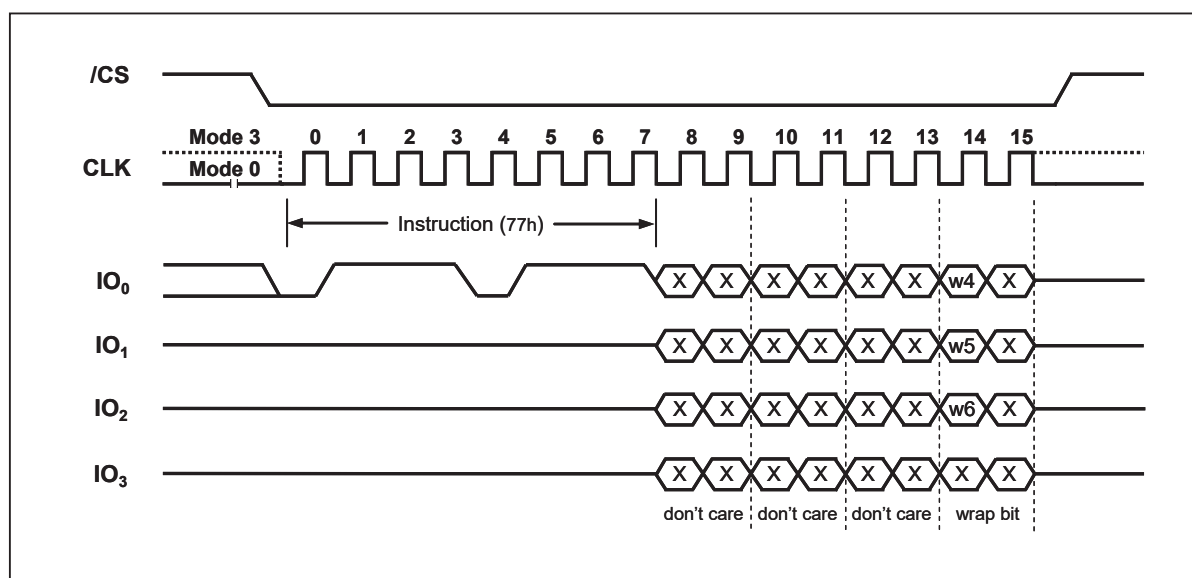 /CS
Mode 3 0 1 2 3 4 5 6 7 8 9 10 11 12 13 14 15
CLK Mode 0
Instruction (77h)
IO0 X X X X X X w4 X
IO1 X X X X X X w5 X
IO2 X X X X X X w6 X
IO3 X X X X X X X X
don't care don't care don't care wrap bit